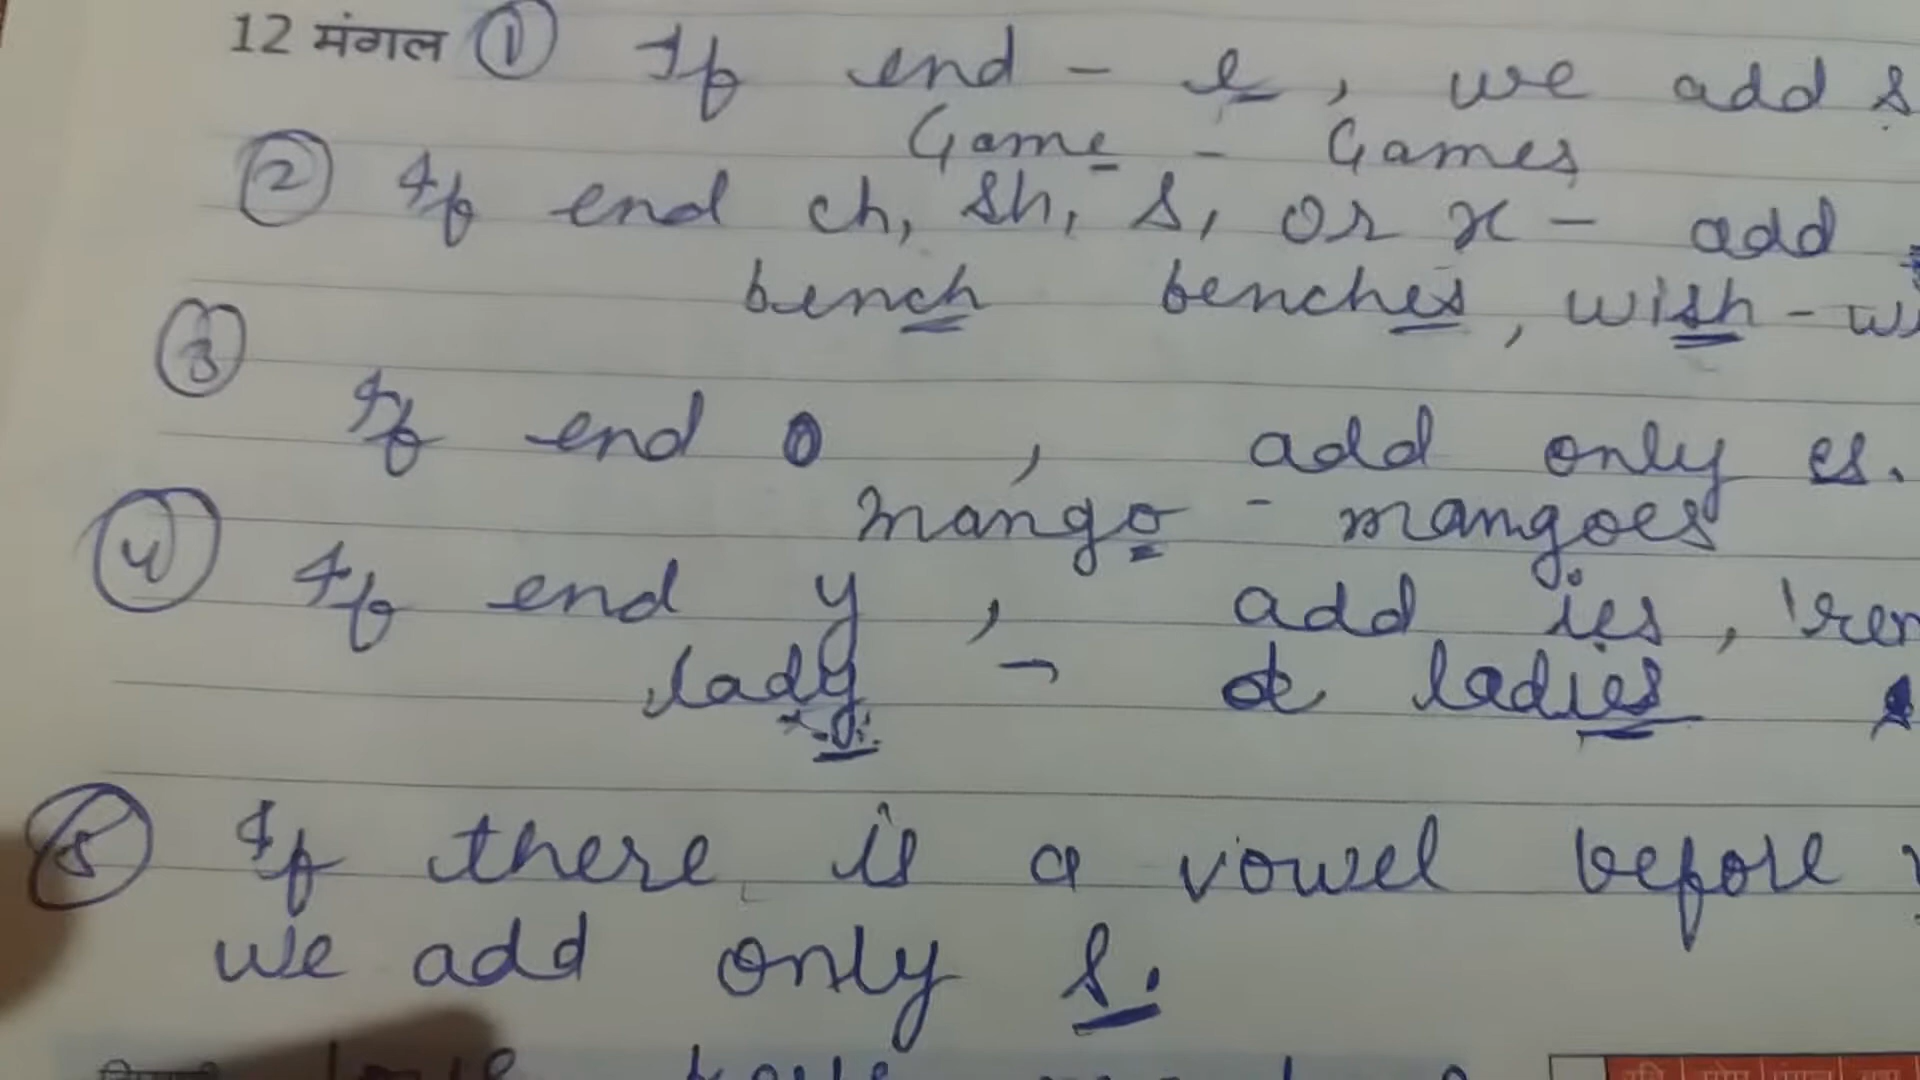 12 मंगल ① If end - e, we add s
Game - Games
② If end ch, sh, s, or x - add
bench benches, wish -
③
If end o, add only es.
mango - mangoes
④ If end y, add ies,
lady - ladies
⑤ If there is a vowel before
we add only s.